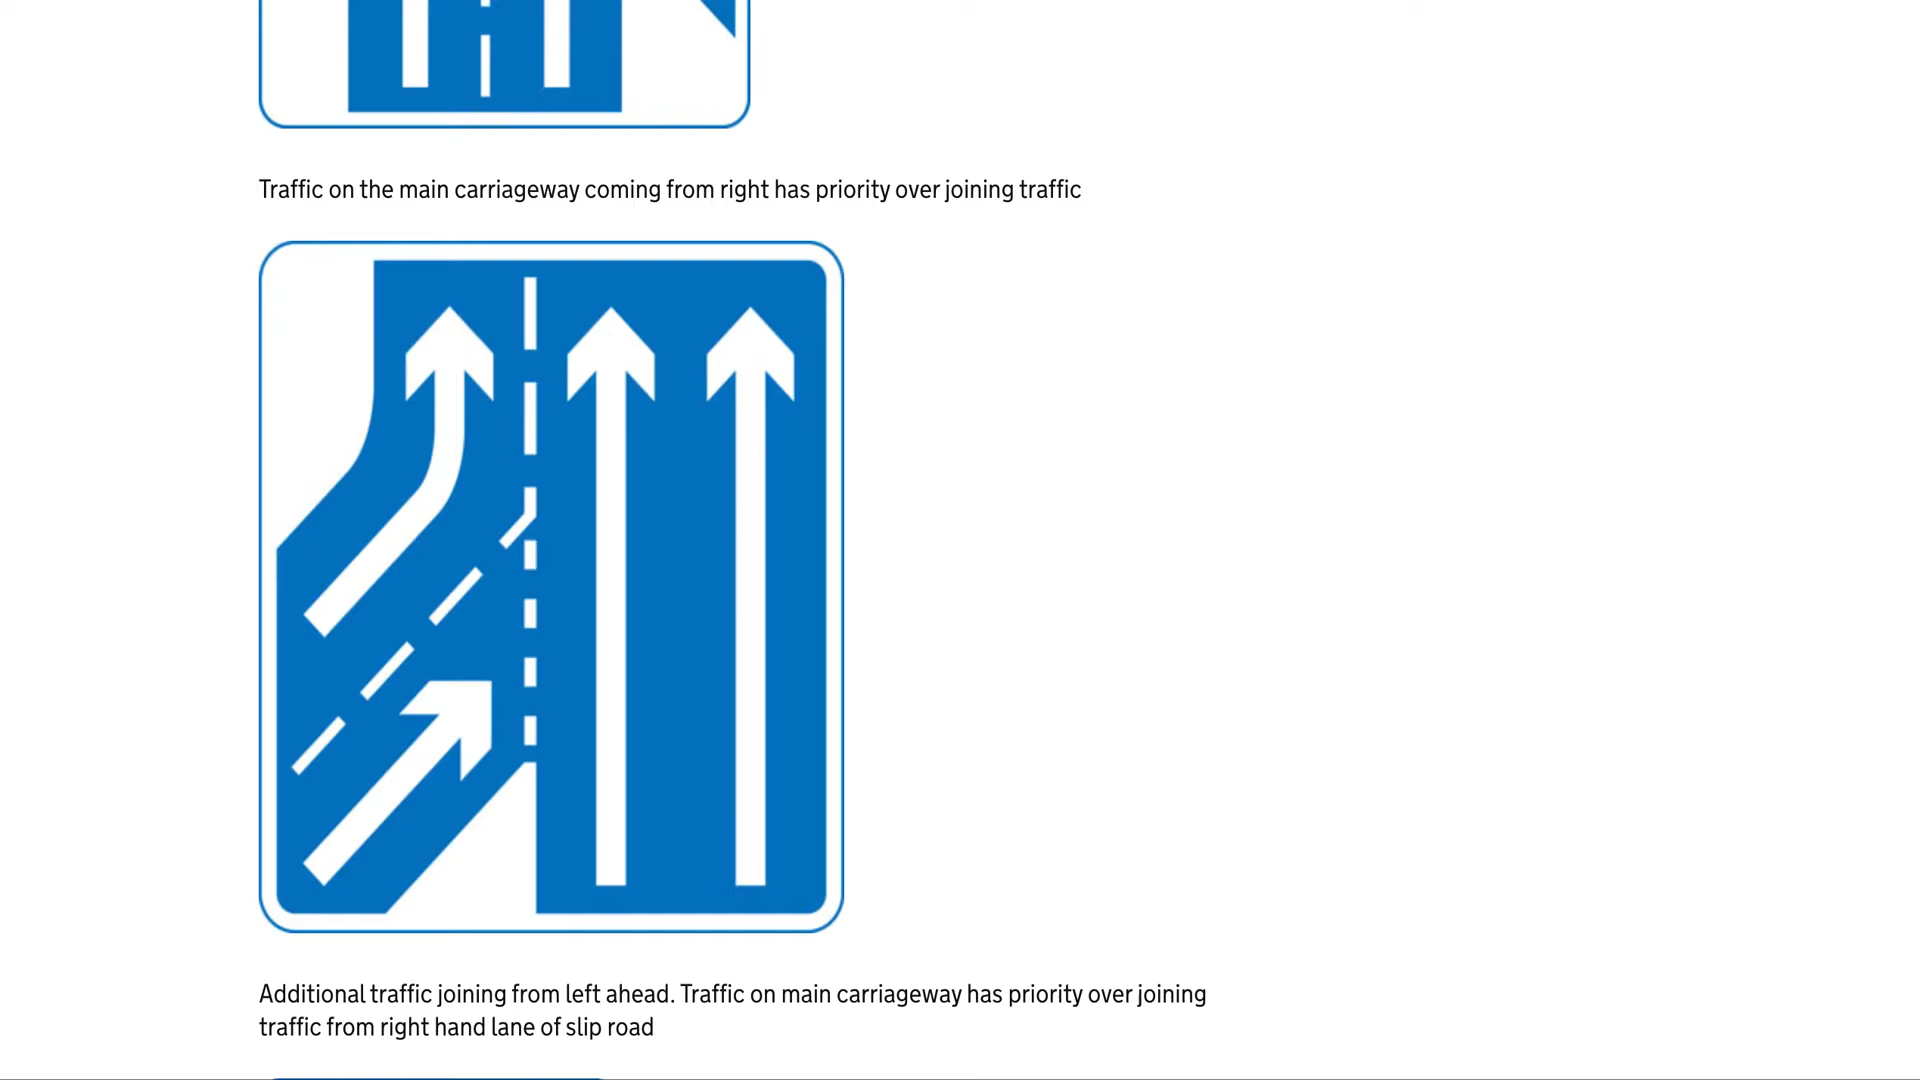 Traffic on the main carriageway coming from right has priority over joining traffic
Additional traffic joining from left ahead. Traffic on main carriageway has priority over joining
traffic from right hand lane of slip road